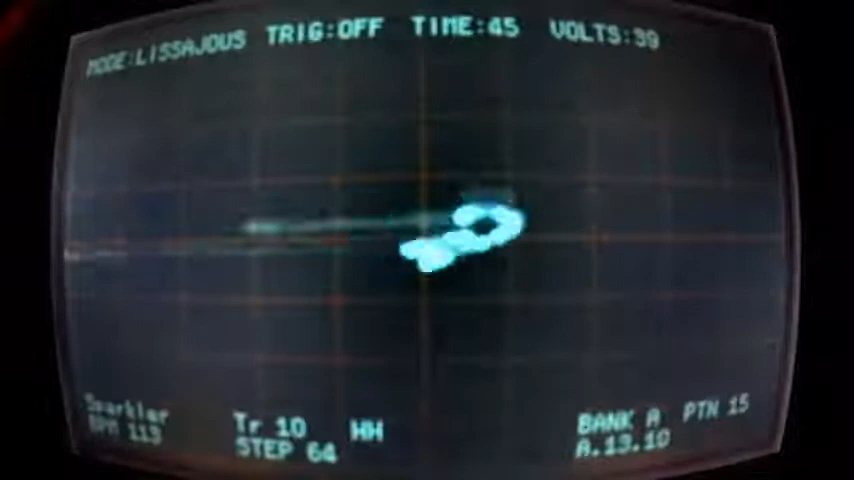 MODE:LISSAJOUS TRIG:OFF TIME:45 VOLTS:39
Sparkler Tr 10 HH BANK A PTN 15
BPM 113 STEP 64 A.13.10